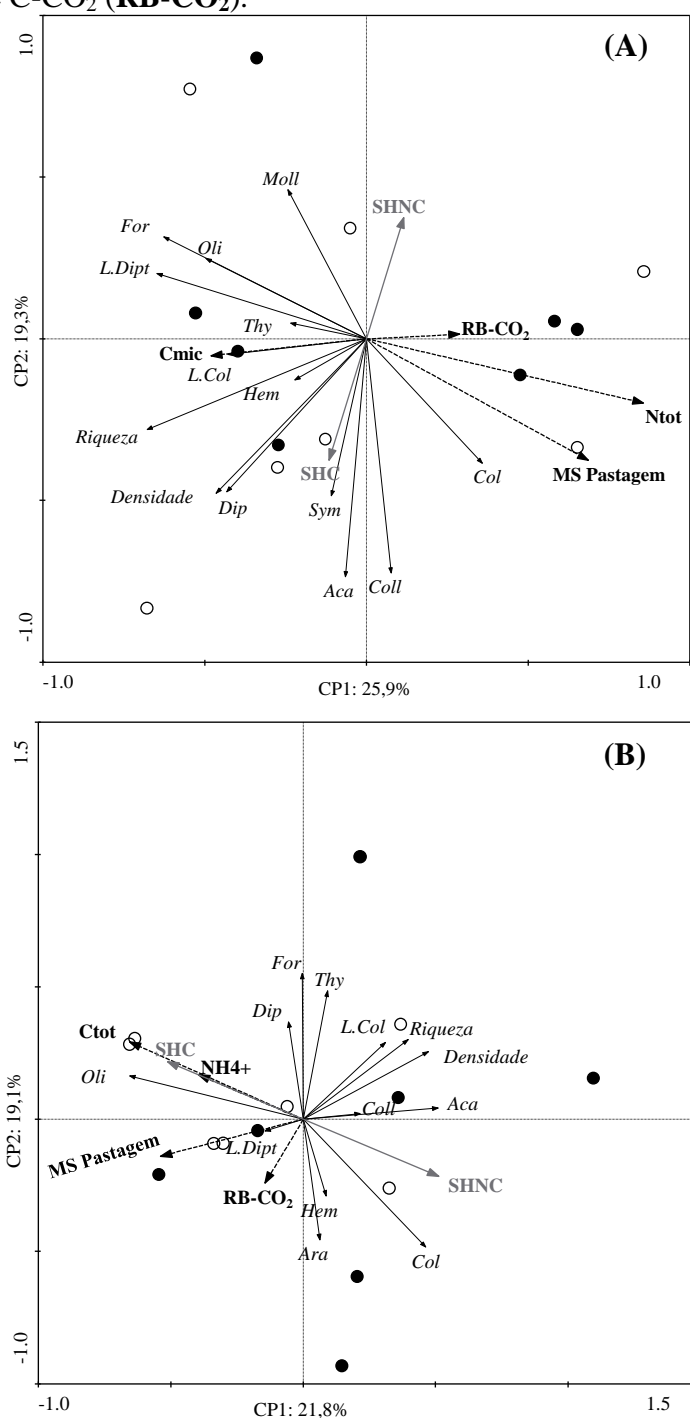 C-CO₂ (RB-CO₂).
(A)
1.0
Moll
SHNC
For
Oli
L.Dipt
Thy
RB-CO₂
CP2: 19,3%
Cmic
L.Col
Hem
Ntot
Riqueza
MS Pastagem
SHC
Col
Densidade
Dip
Sym
Aca
Coll
-1.0
-1.0
CP1: 25,9%
1.0
(B)
1.5
For
Thy
Dip
Ctot
L.Col
Riqueza
SHC
Densidade
NH4+
Oli
Coll
Aca
CP2: 19,1%
MS Pastagem
L.Dipt
SHNC
RB-CO₂
Hem
Ara
Col
-1.0
-1.0
CP1: 21,8%
1.5